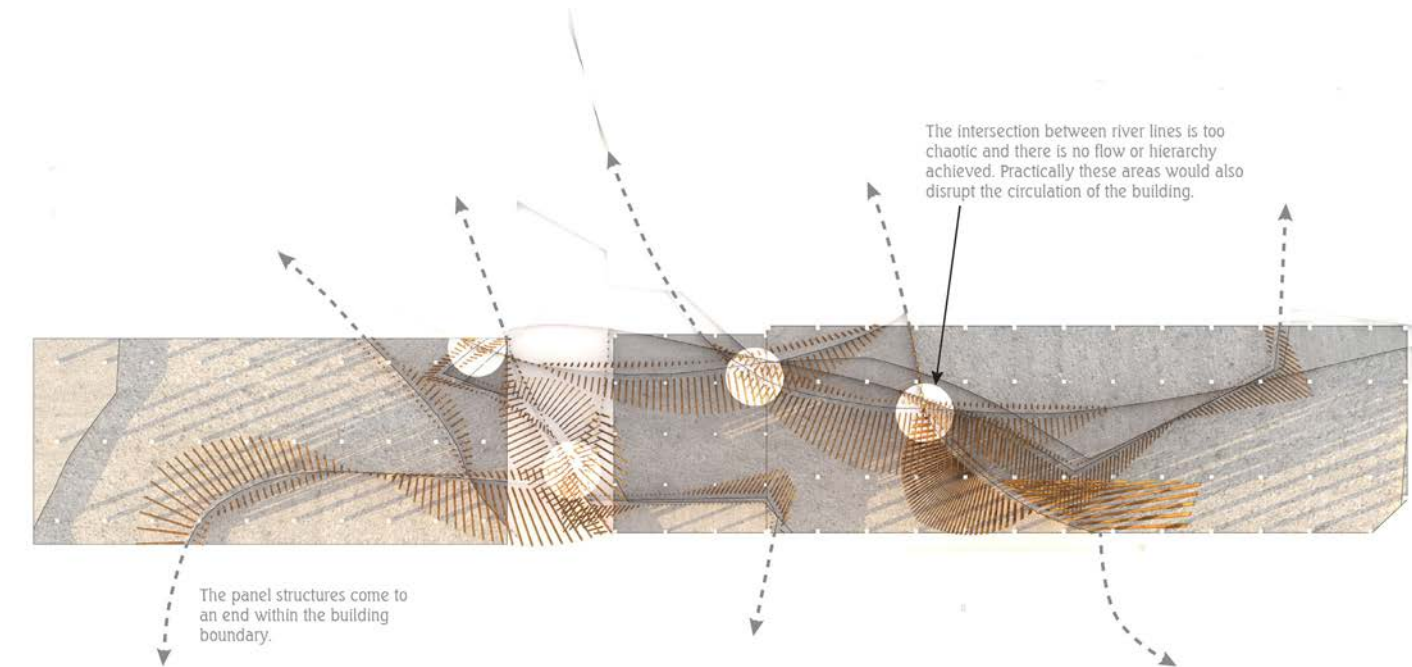 The intersection between river lines is too
chaotic and there is no flow or hierarchy
achieved. Practically these areas would also
disrupt the circulation of the building.
The panel structures come to
an end within the building
boundary.